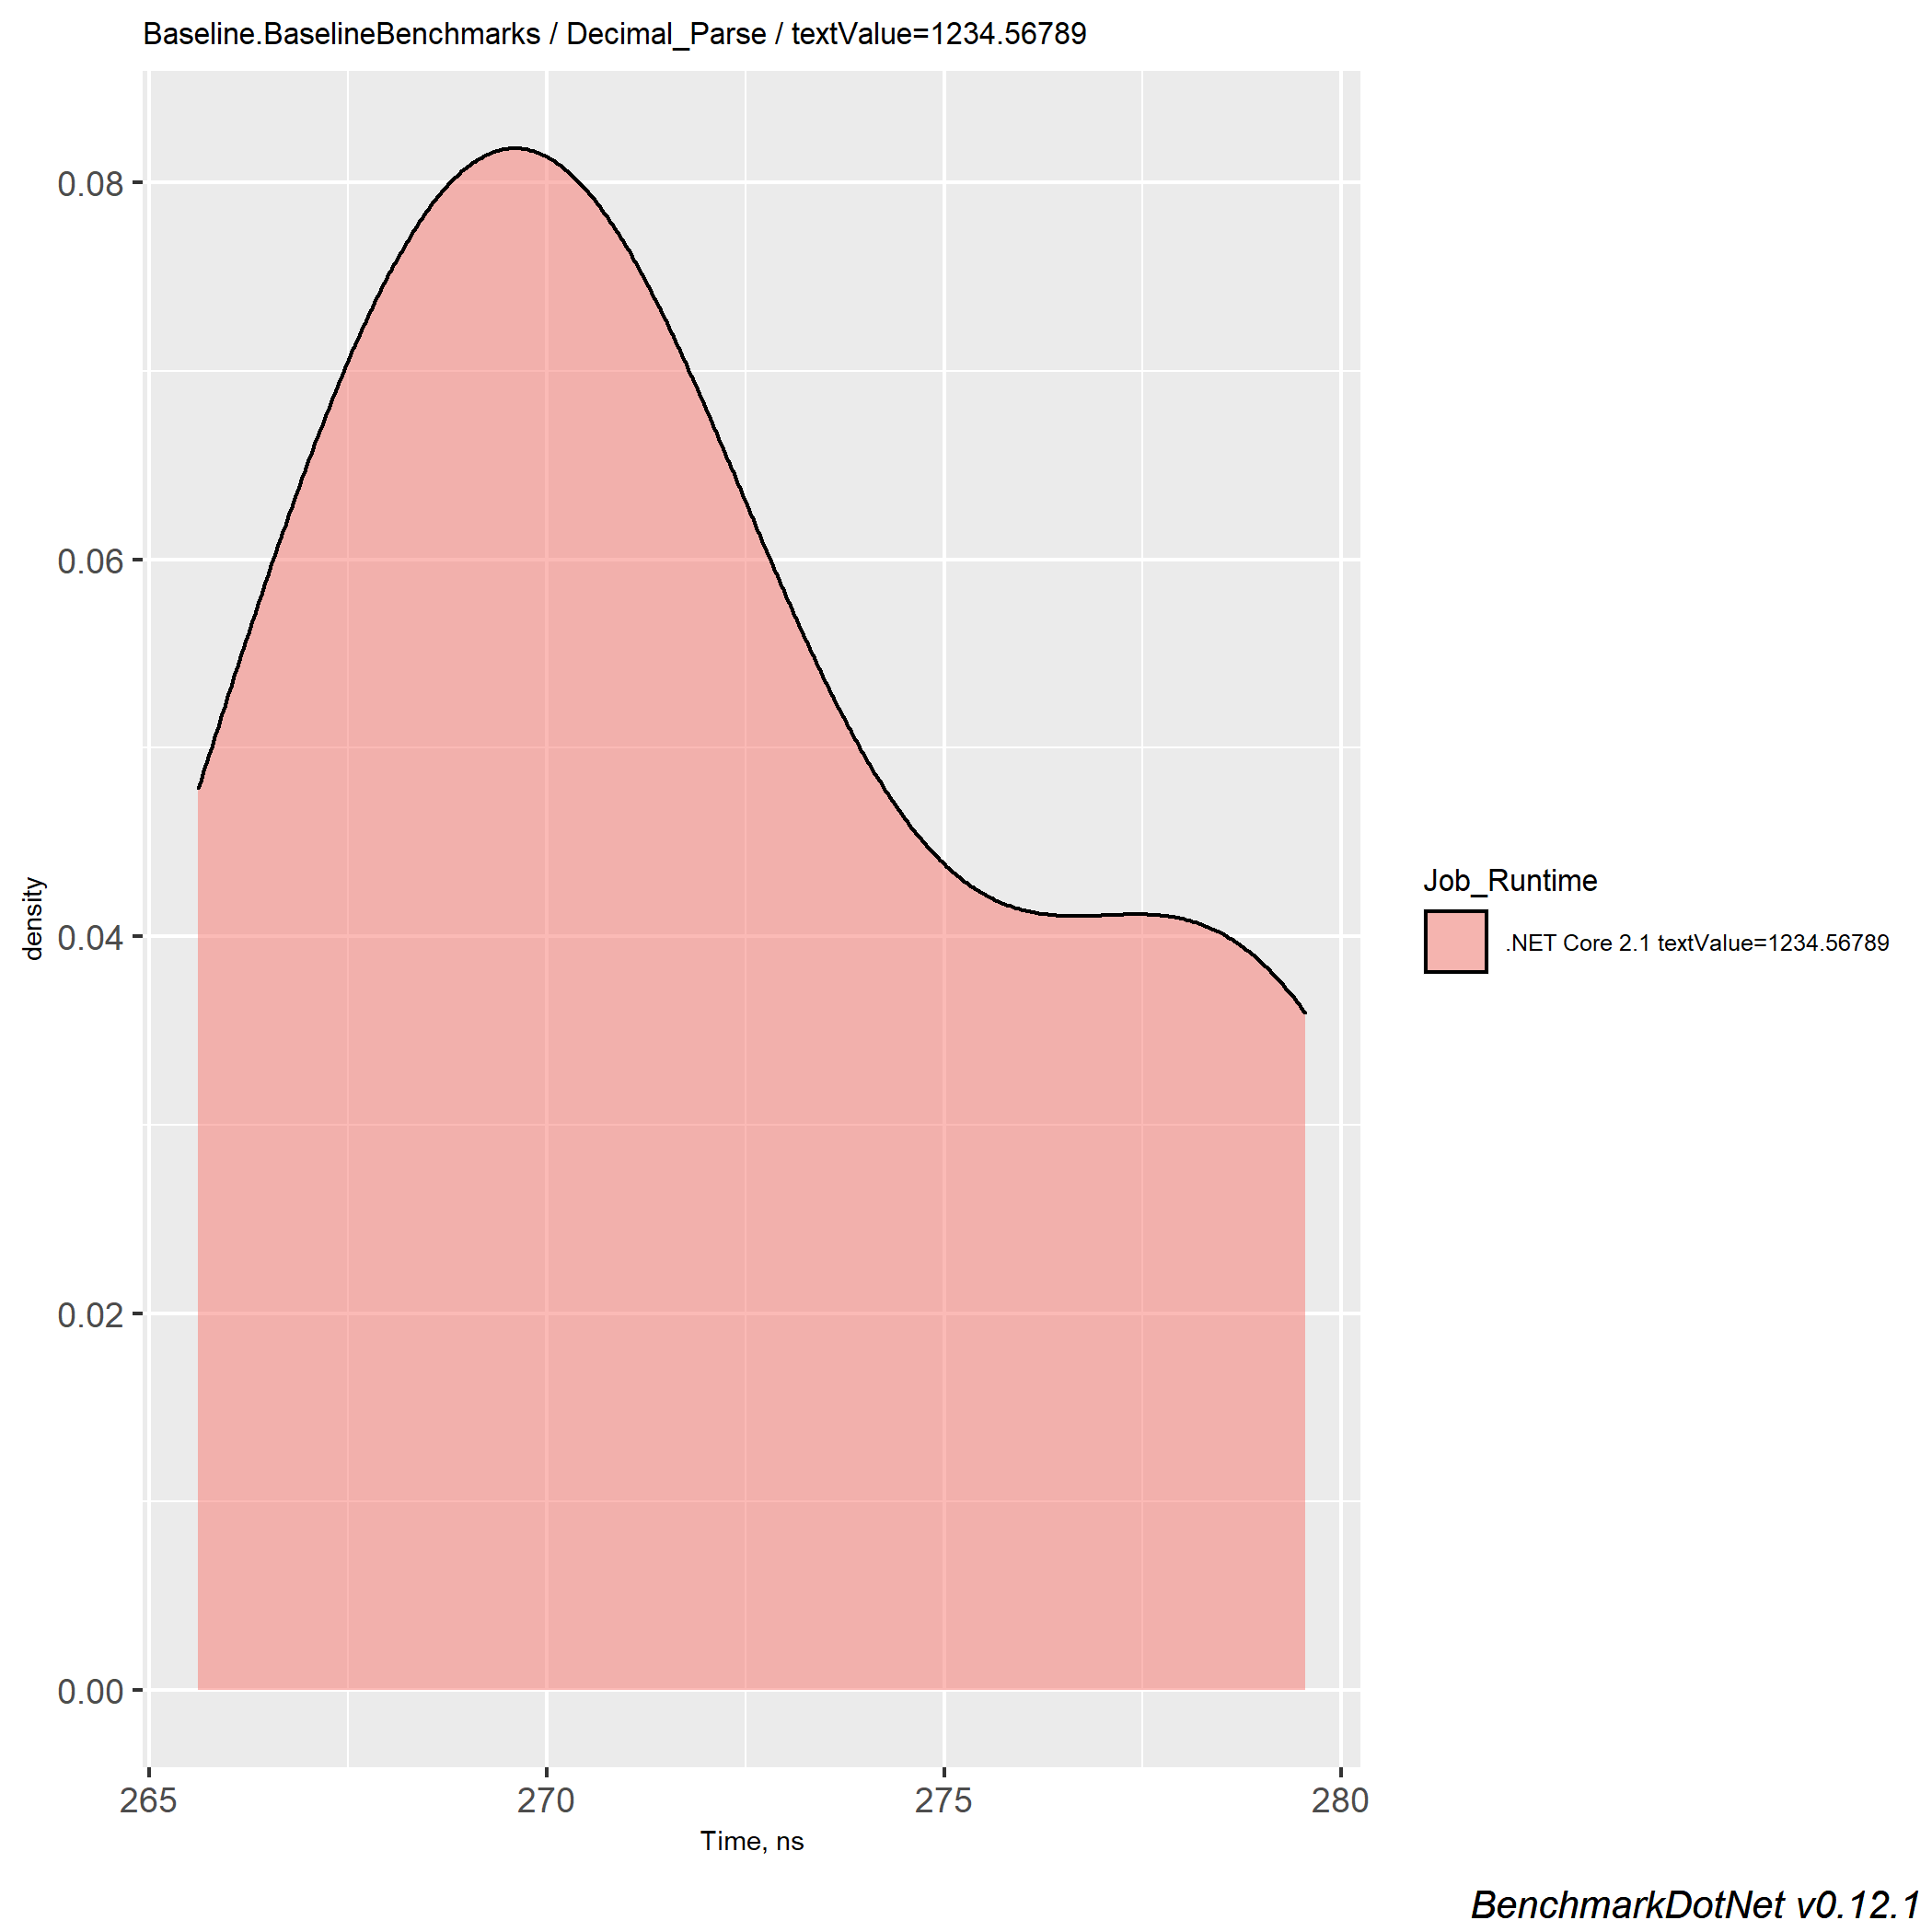 Baseline.BaselineBenchmarks / Decimal_Parse / textValue=1234.56789
0.08
0.06
0.04
0.02
0.00
density
265 270 275 280
Time, ns
Job_Runtime
.NET Core 2.1 textValue=1234.56789
BenchmarkDotNet v0.12.1